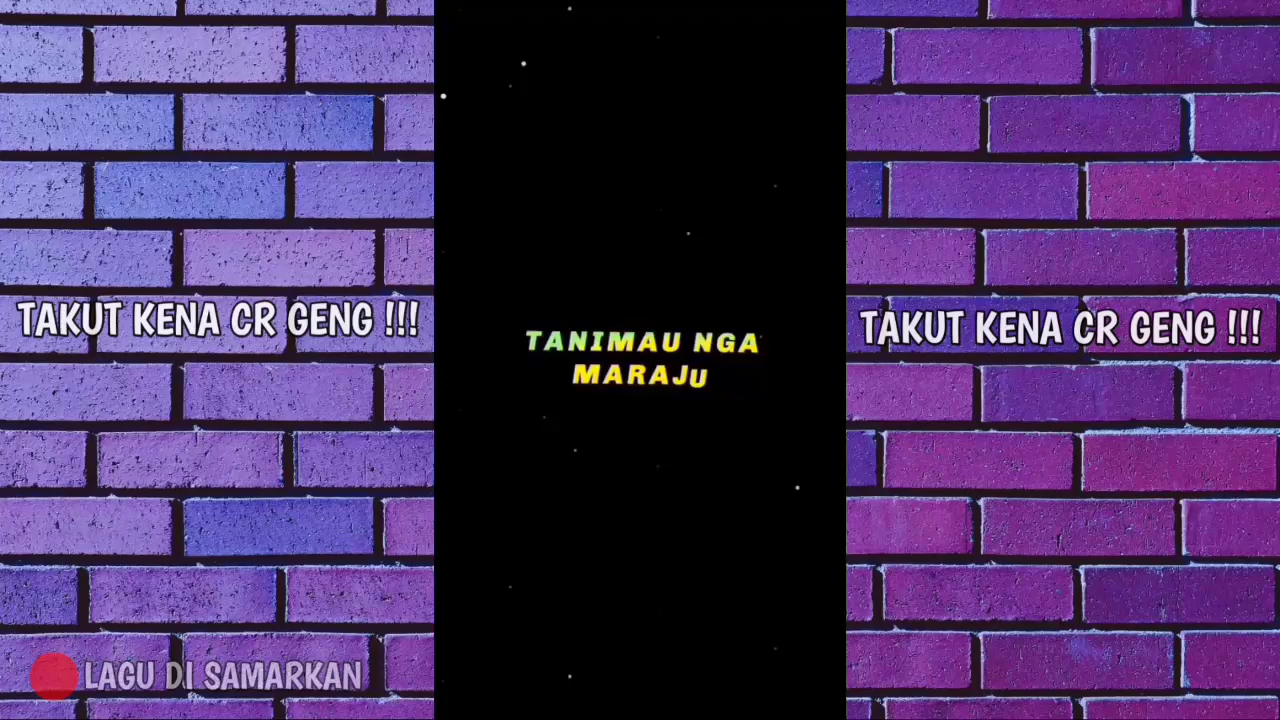 TAKUT KENA CR GENG !!!
TANIMAU NGA
MARAJU
TAKUT KENA CR GENG !!!
LAGU DI SAMARKAN